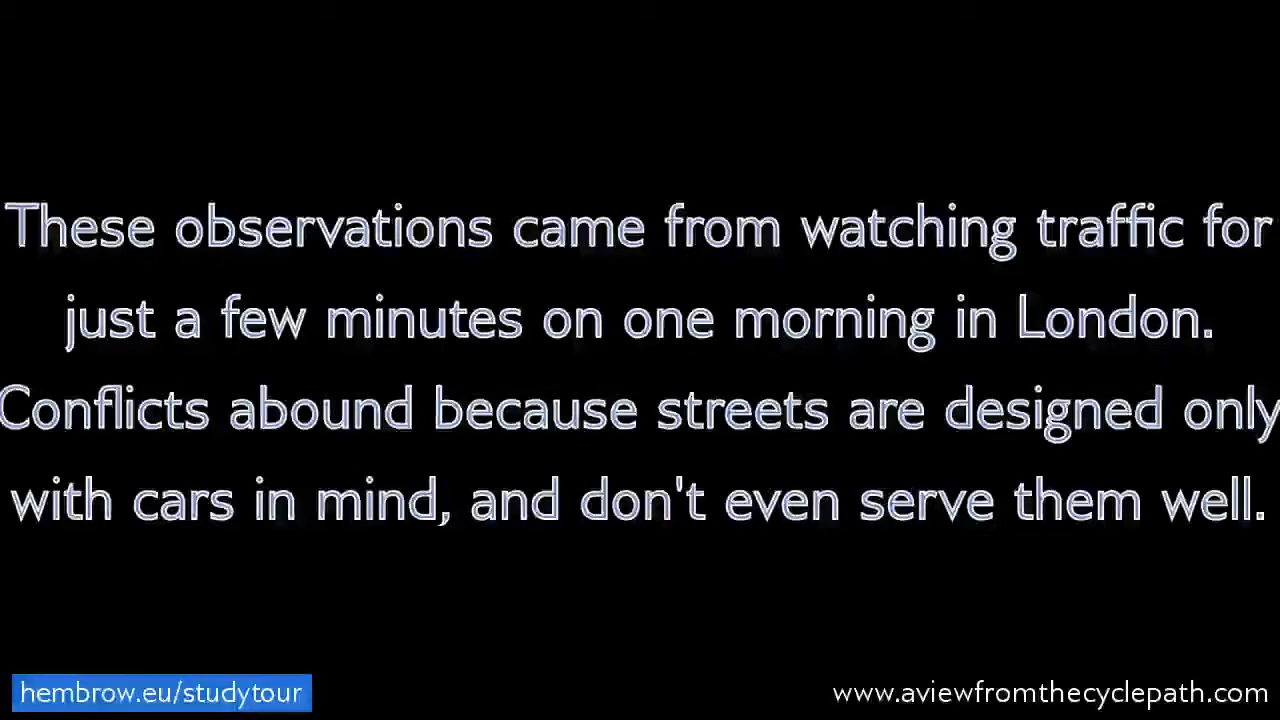 These observations came from watching traffic for
just a few minutes on one morning in London.
Conflicts abound because streets are designed only
with cars in mind, and don't even serve them well.
hembrow.eu/studytour
www.aviewfromthecyclepath.com